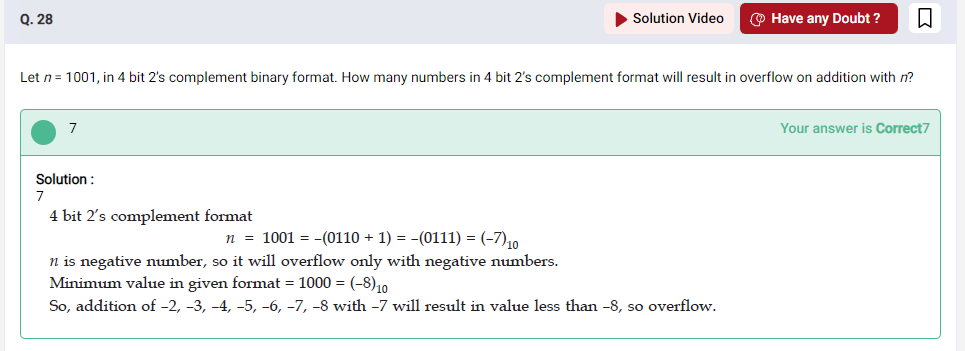 Q. 28
Solution Video
Have any Doubt ?
Let n = 1001, in 4 bit 2's complement binary format. How many numbers in 4 bit 2's complement format will result in overflow on addition with n?
7
Your answer is Correct7
Solution :
7
4 bit 2's complement format
n = 1001 = –(0110 + 1) = –(0111) = (–7)₁₀
n is negative number, so it will overflow only with negative numbers.
Minimum value in given format = 1000 = (–8)₁₀
So, addition of –2, –3, –4, –5, –6, –7, –8 with –7 will result in value less than –8, so overflow.